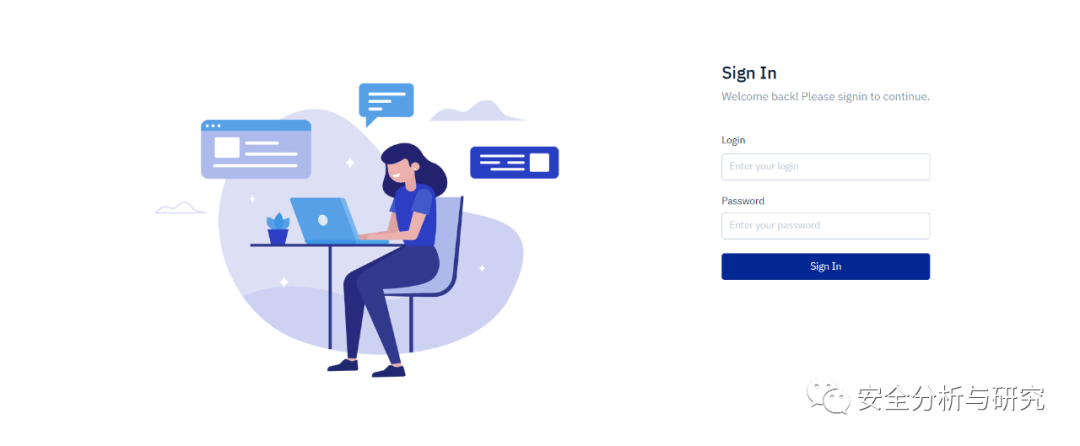 Sign In
Welcome back! Please signin to continue.
Login
Enter your login
Password
Enter your password
Sign In
安全分析与研究